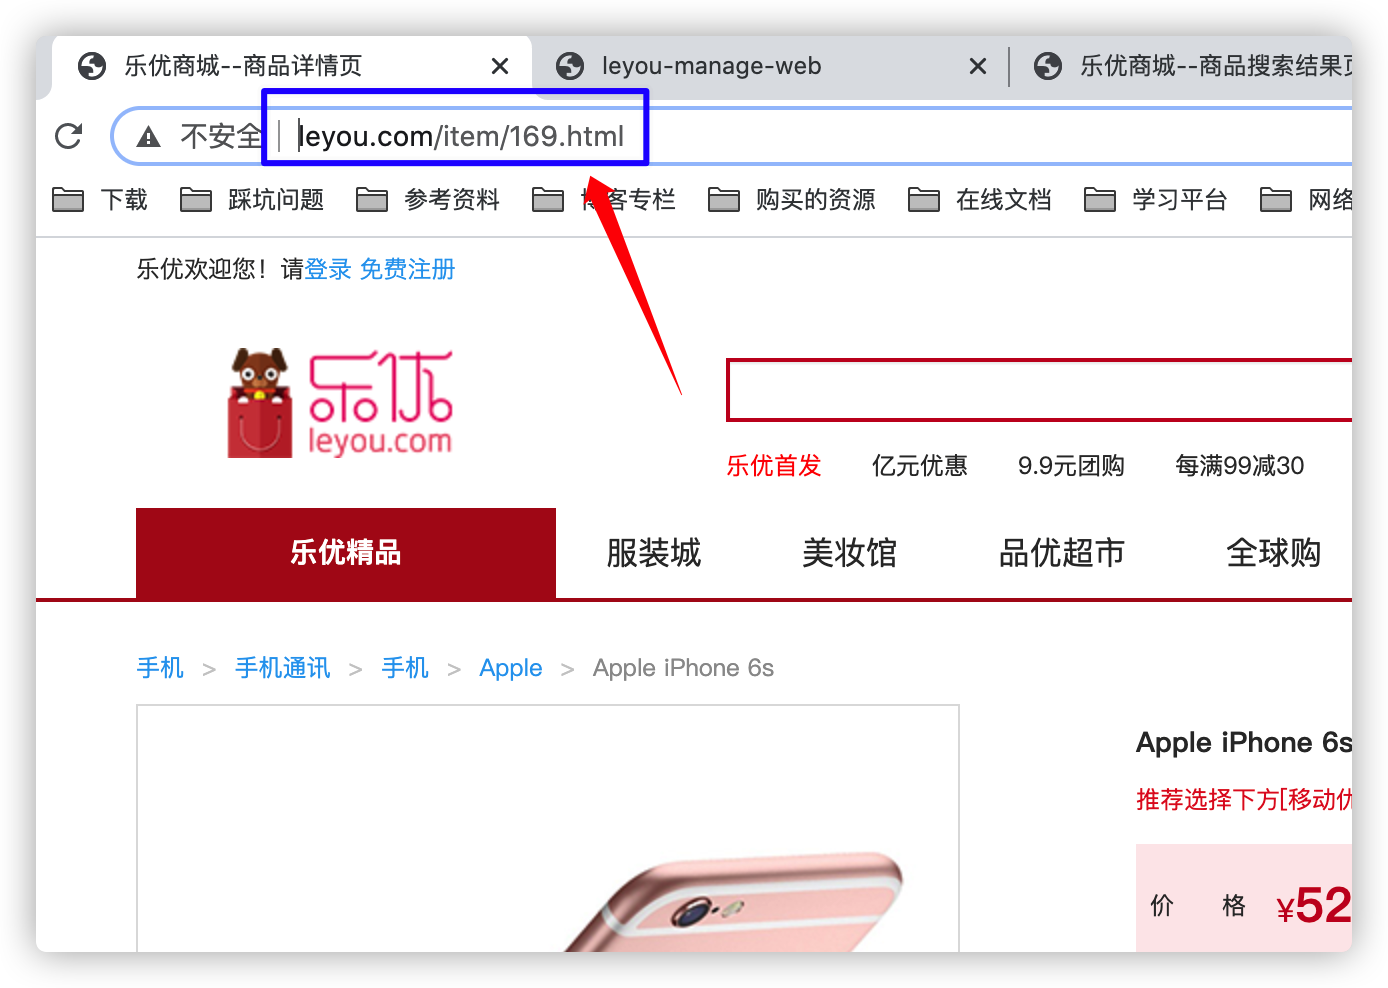 乐优商城--商品详情页
leyou-manage-web
乐优商城--商品搜索结果页
不安全 leyou.com/item/169.html
下载 踩坑问题 参考资料 博客专栏 购买的资源 在线文档 学习平台 网络
乐优欢迎您！请登录 免费注册
乐优
leyou.com
乐优首发 亿元优惠 9.9元团购 每满99减30
乐优精品 服装城 美妆馆 品优超市 全球购
手机 > 手机通讯 > 手机 > Apple > Apple iPhone 6s
Apple iPhone 6s
推荐选择下方[移动优
价 格 ¥52